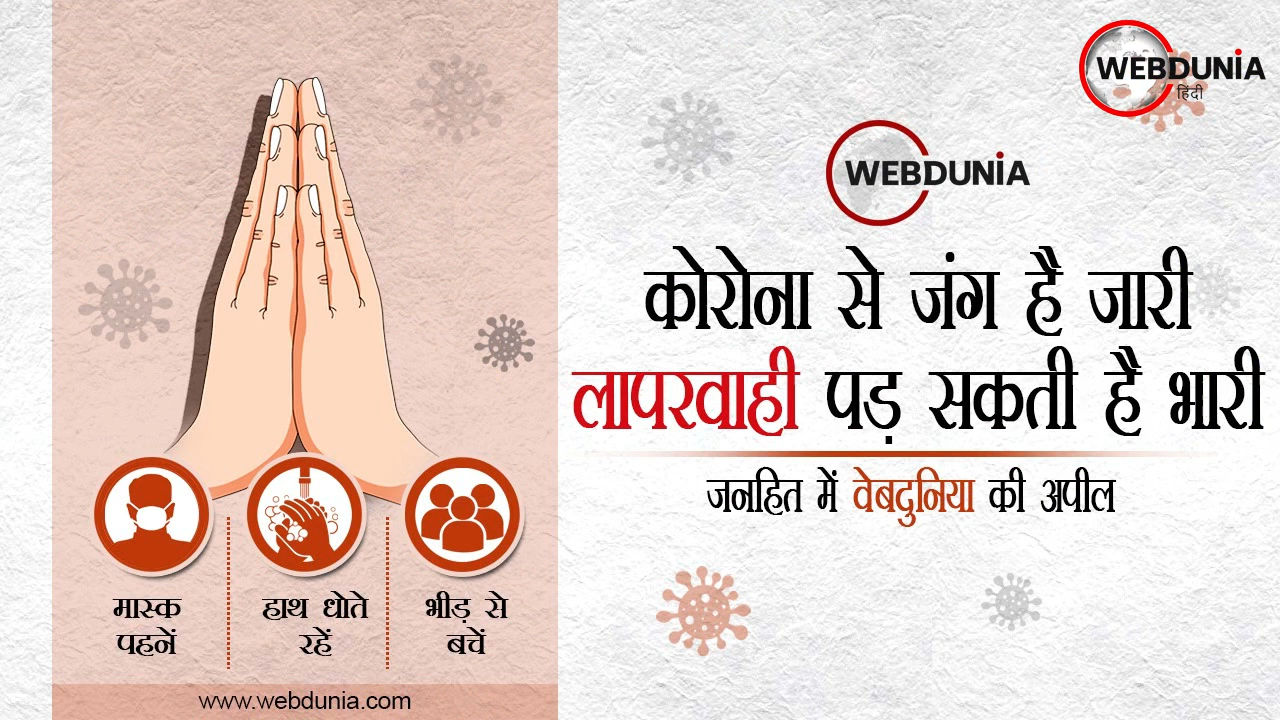 WEBDUNIA
हिंदी
WEBDUNIA
कोरोना से जंग है जारी
लापरवाही पड़ सकती है भारी
जनहित में वेबदुनिया की अपील
मास्क
पहनें
हाथ धोते
रहें
भीड़ से
बचें
www.webdunia.com